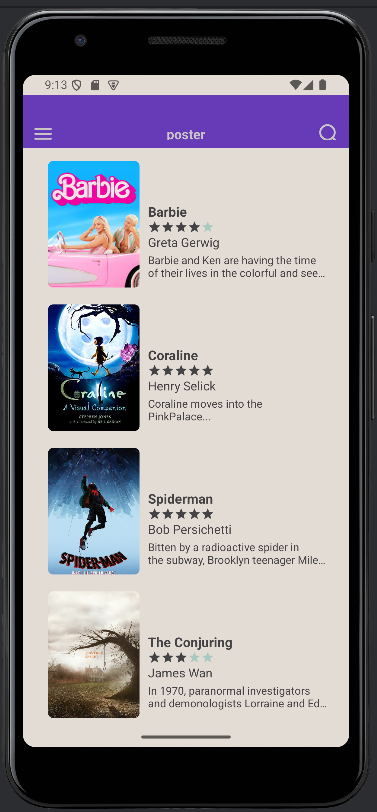 9:13
poster
Barbie
Barbie
Greta Gerwig
Barbie and Ken are having the time
of their lives in the colorful and see...
Coraline
A Visual Companion
Coraline
Henry Selick
Coraline moves into the
PinkPalace...
SPIDER-MAN
Spiderman
Bob Persichetti
Bitten by a radioactive spider in
the subway, Brooklyn teenager Mile...
The Conjuring
James Wan
In 1970, paranormal investigators
and demonologists Lorraine and Ed...